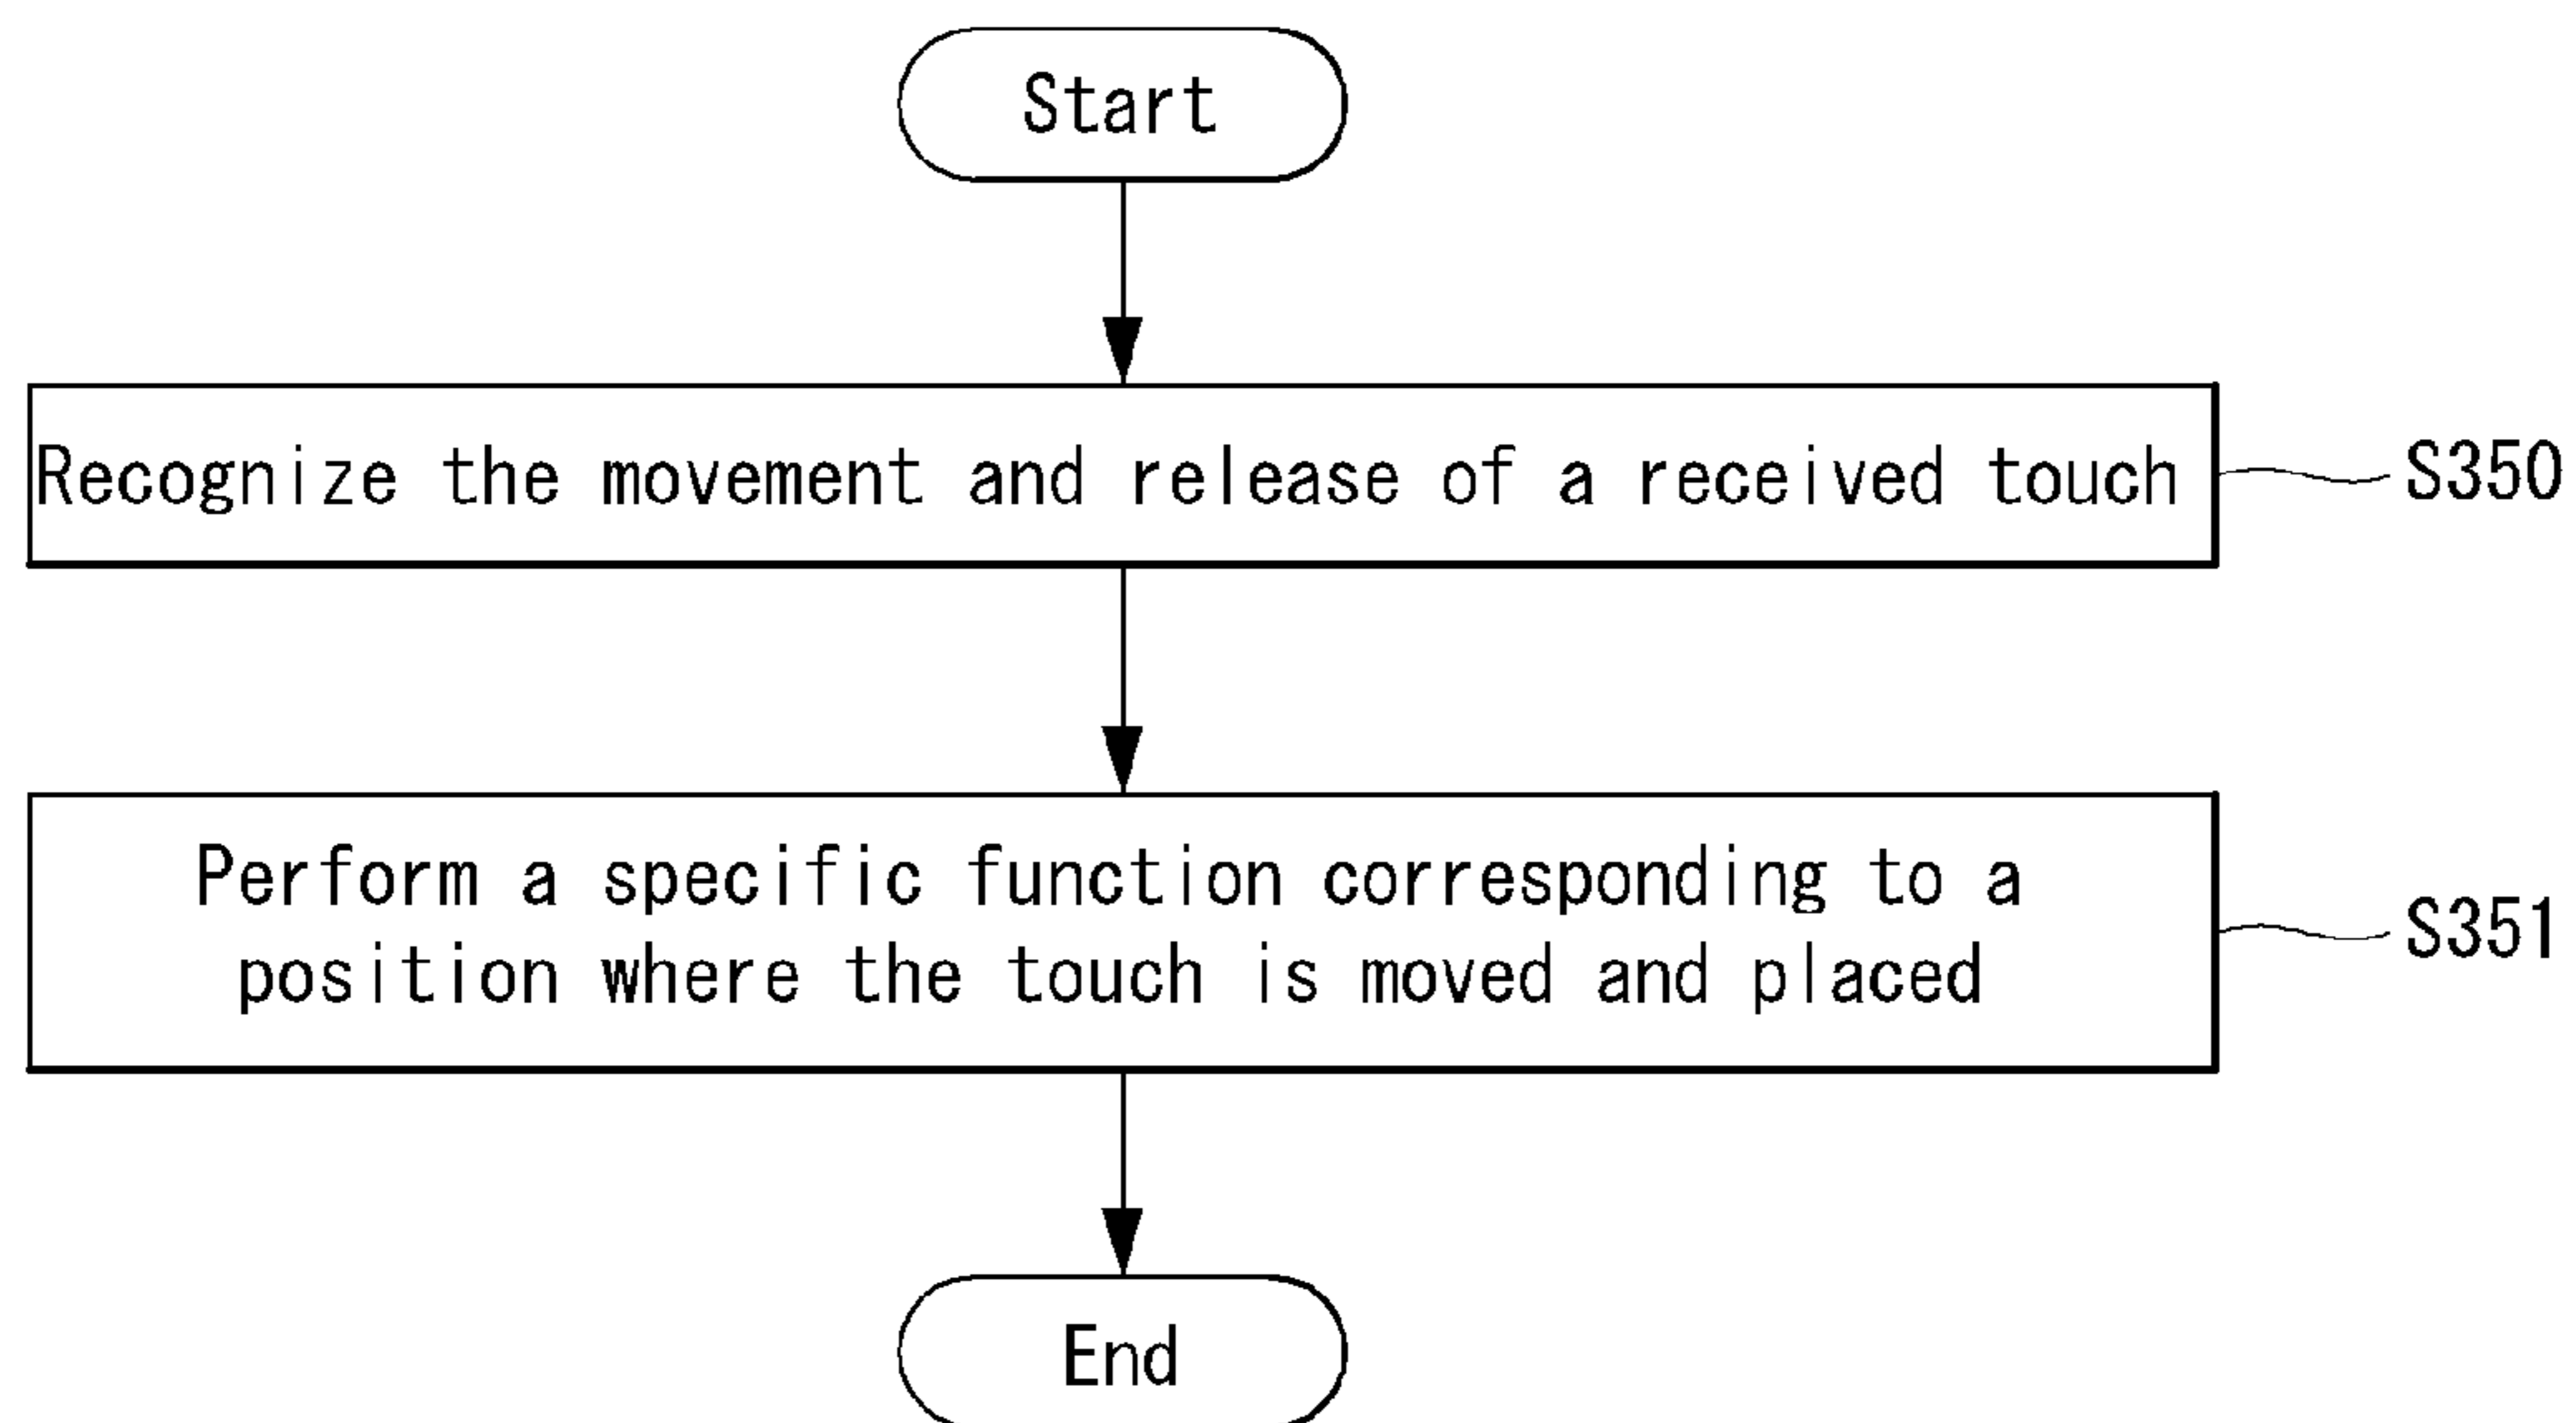 Start
Recognize the movement and release of a received touch
S350
Perform a specific function corresponding to a
position where the touch is moved and placed
S351
End